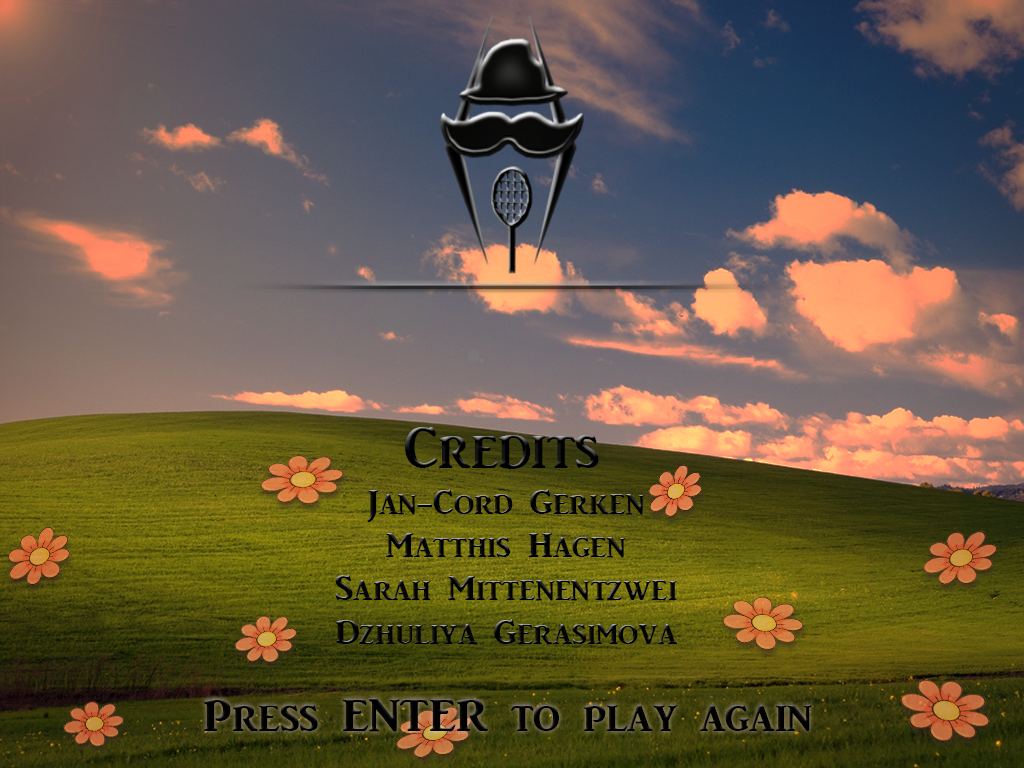 Credits
Jan-Cord Gerken
Matthis Hagen
Sarah Mittenentzwei
Dzhuliya Gerasimova
Press ENTER to play again